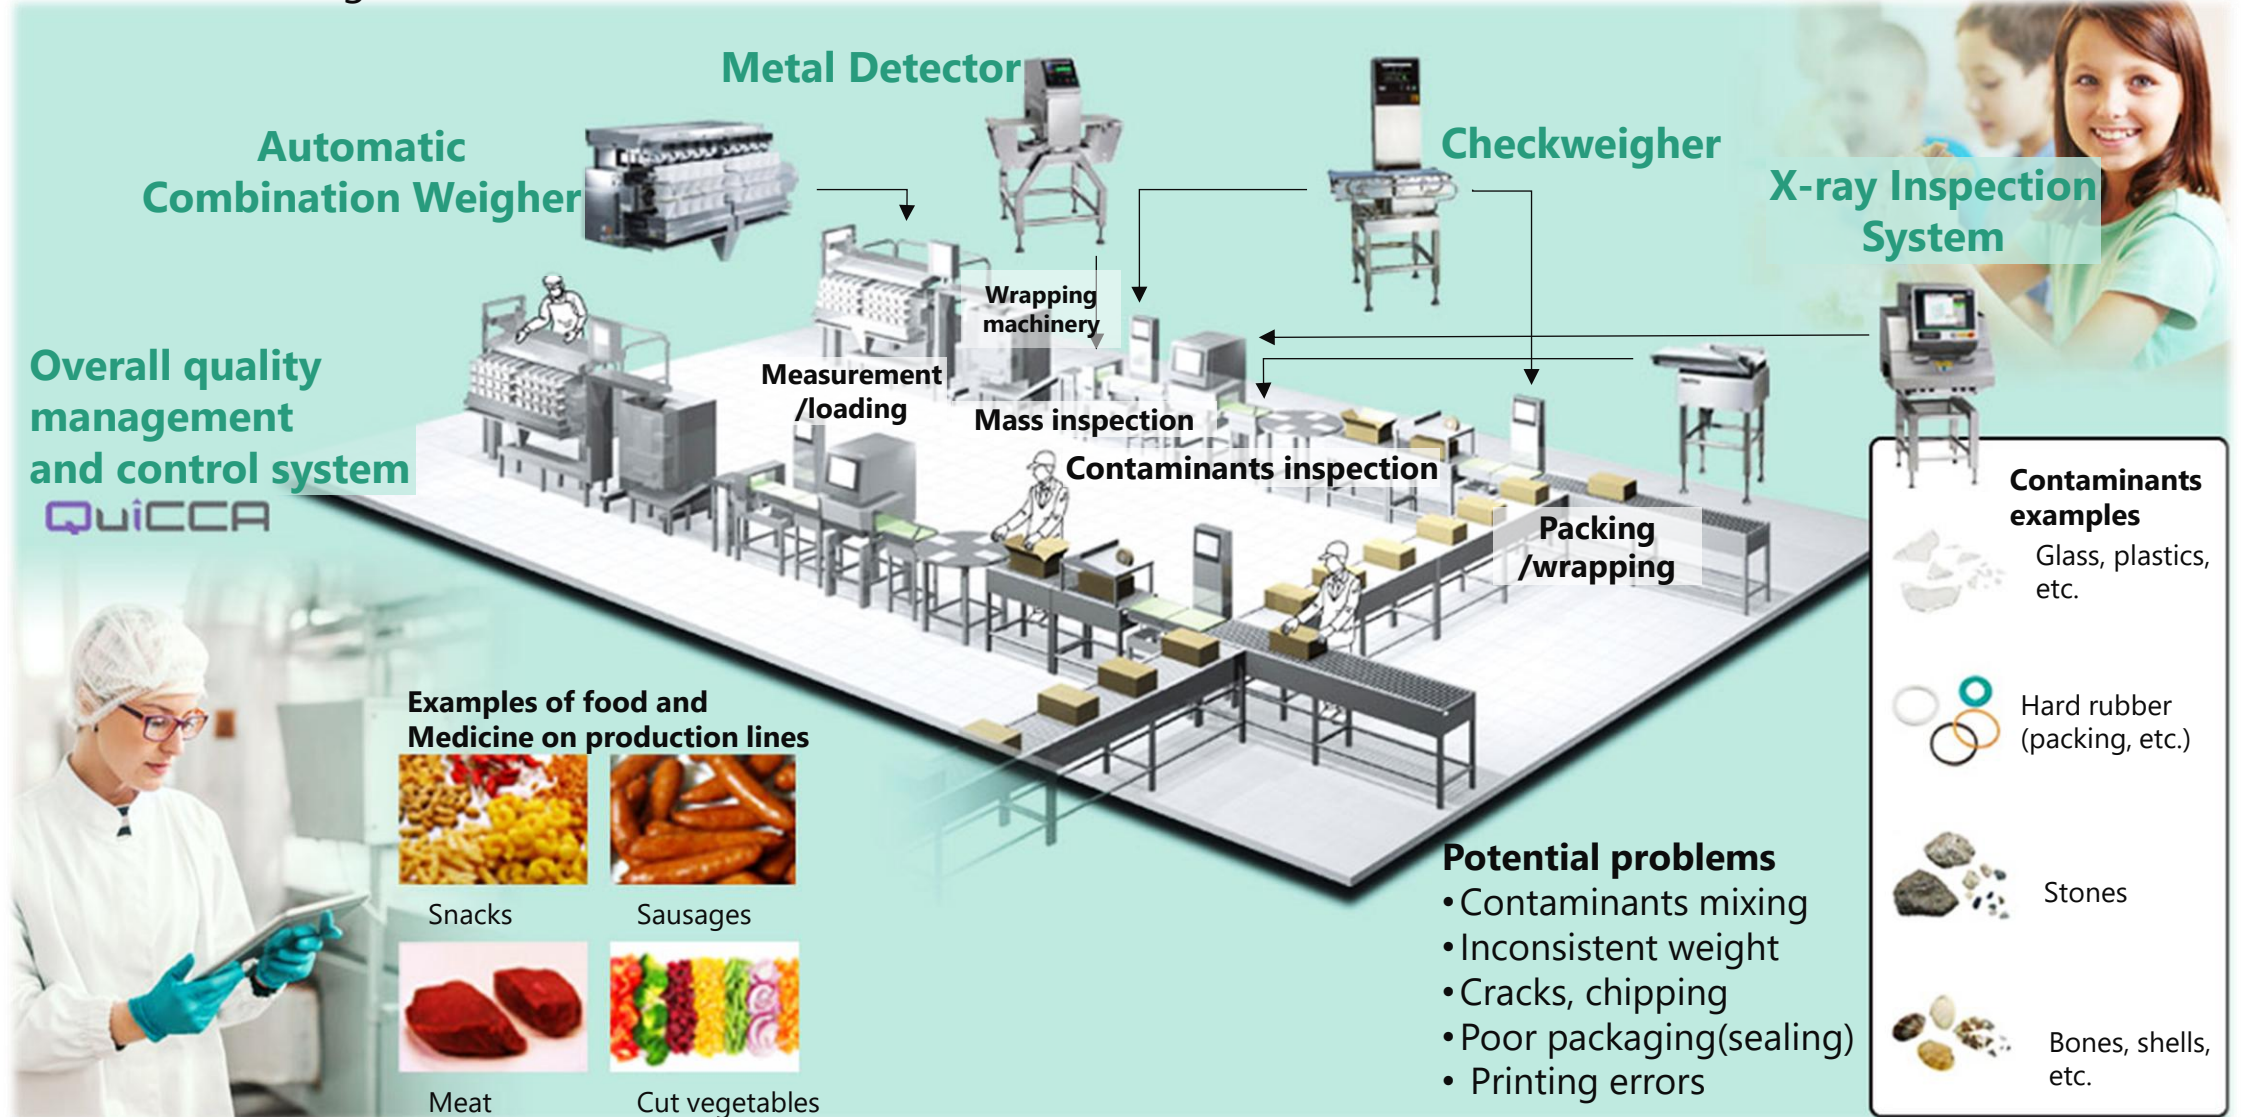 Metal Detector
Automatic
Combination Weigher
Checkweigher
X-ray Inspection
System
Wrapping
machinery
Overall quality
management
and control system
QuiCCA
Measurement
/loading
Mass inspection
Contaminants inspection
Packing
/wrapping
Contaminants
examples
Glass, plastics,
etc.
Hard rubber
(packing, etc.)
Stones
Bones, shells,
etc.
Examples of food and
Medicine on production lines
Snacks
Sausages
Meat
Cut vegetables
Potential problems
•Contaminants mixing
•Inconsistent weight
•Cracks, chipping
•Poor packaging(sealing)
• Printing errors